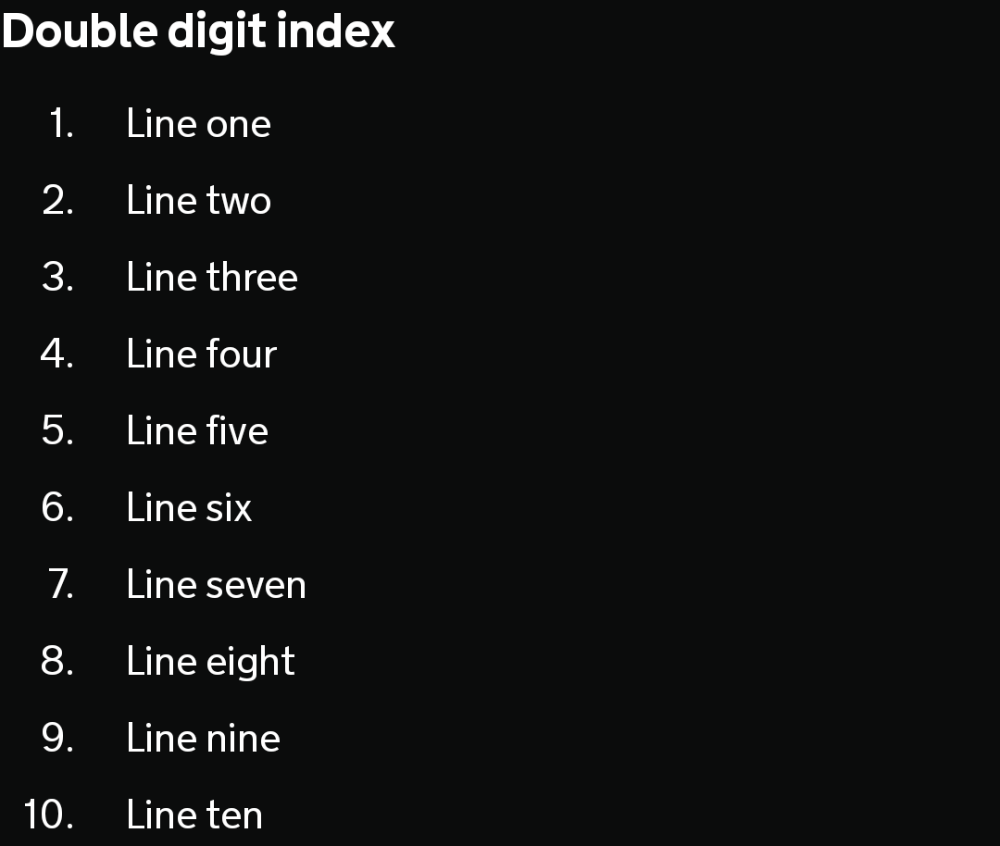 Double digit index
1. Line one
2. Line two
3. Line three
4. Line four
5. Line five
6. Line six
7. Line seven
8. Line eight
9. Line nine
10. Line ten